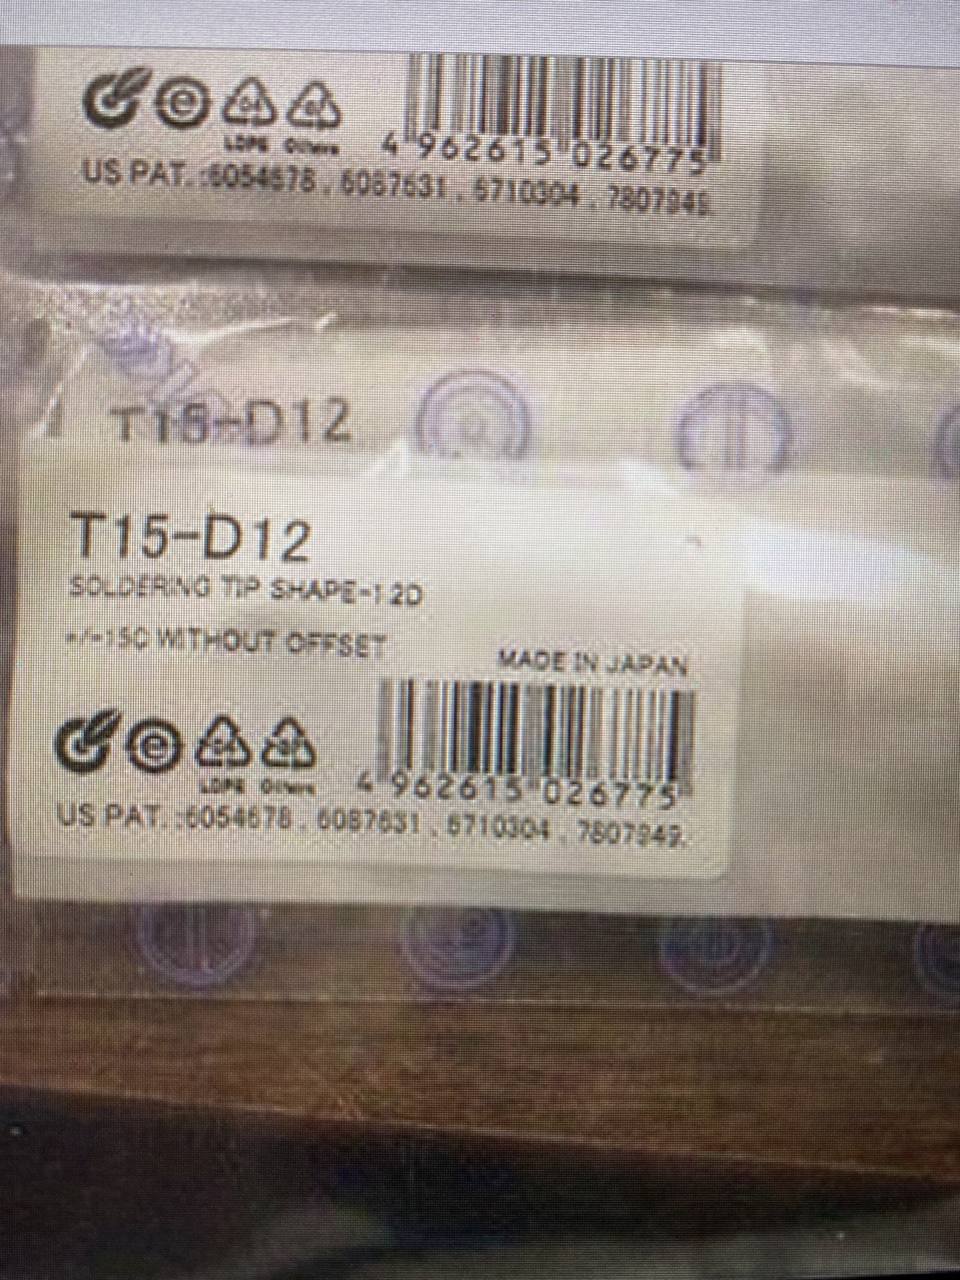 LDPE Others
4 962615 026775
US PAT. :6054678 . 6087631 . 6710304 . 7807949.
T15-D12
T15-D12
SOLDERING TIP SHAPE-1.2D
+/-15C WITHOUT OFFSET
MADE IN JAPAN
e
LDPE Others
4 962615 026775
US PAT. :6054678 . 6087631 . 6710304 . 7807949.